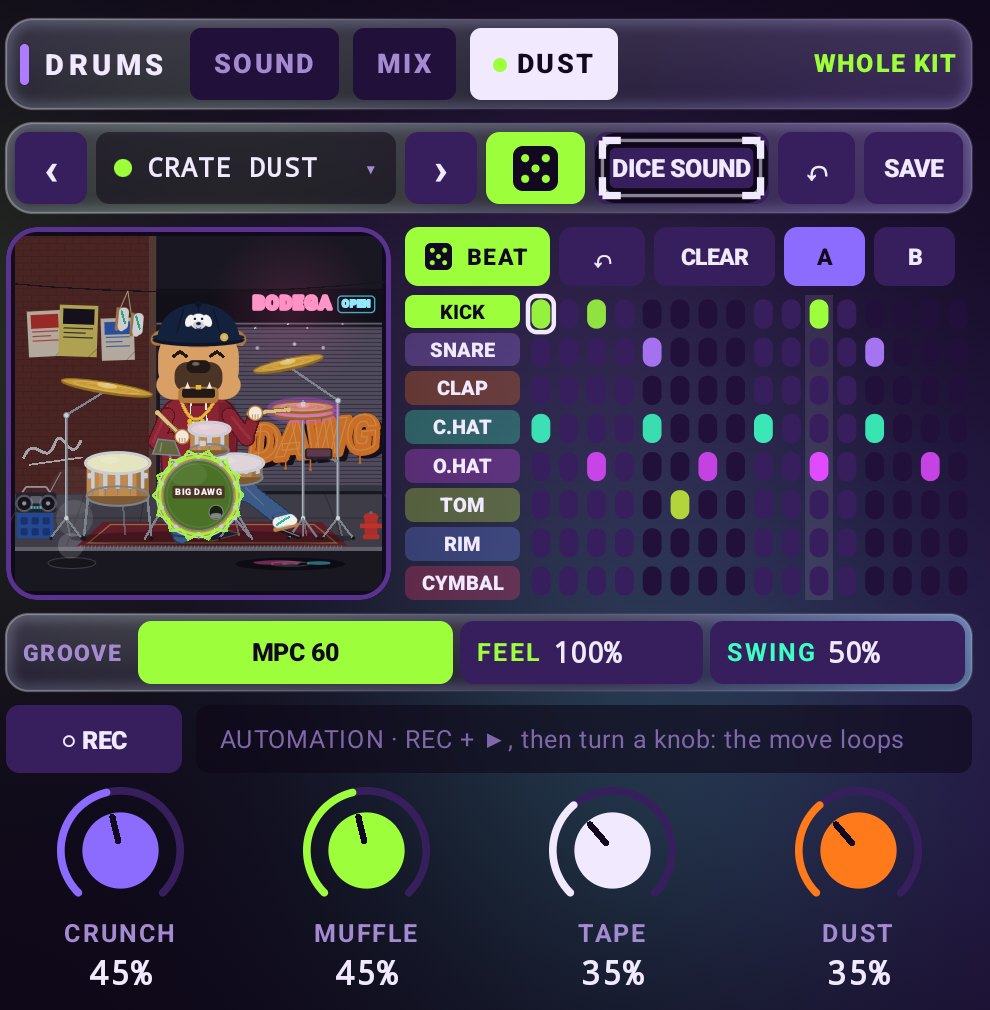 DRUMS SOUND MIX DUST WHOLE KIT
‹ CRATE DUST ▾ › DICE SOUND ↶ SAVE
BEAT ↶ CLEAR A B
BODEGA OPEN
DAWG
BIG DAWG
KICK
SNARE
CLAP
C.HAT
O.HAT
TOM
RIM
CYMBAL
GROOVE MPC 60 FEEL 100% SWING 50%
○ REC AUTOMATION · REC + ►, then turn a knob: the move loops
CRUNCH MUFFLE TAPE DUST
45% 45% 35% 35%